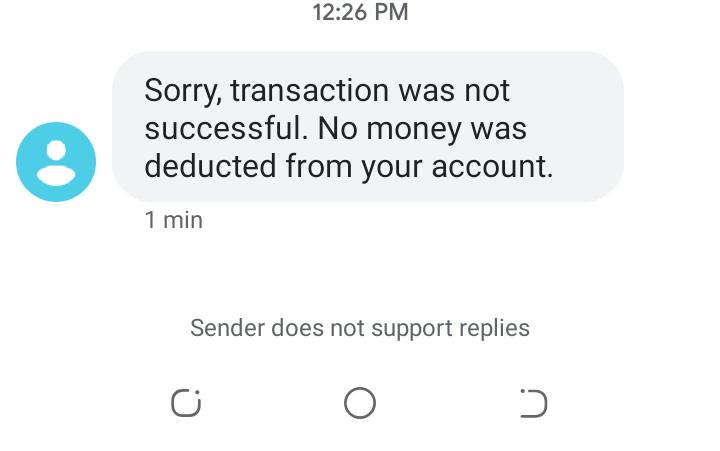 12:26 PM
Sorry, transaction was not
successful. No money was
deducted from your account.
1 min
Sender does not support replies